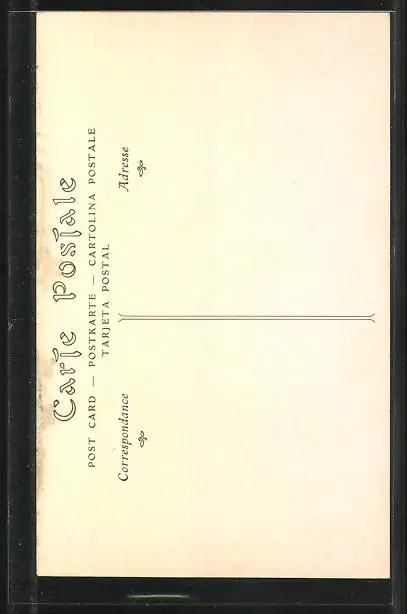 Carte Postale
POST CARD — POSTKARTE — CARTOLINA POSTALE
TARJETA POSTAL
Correspondance
Adresse